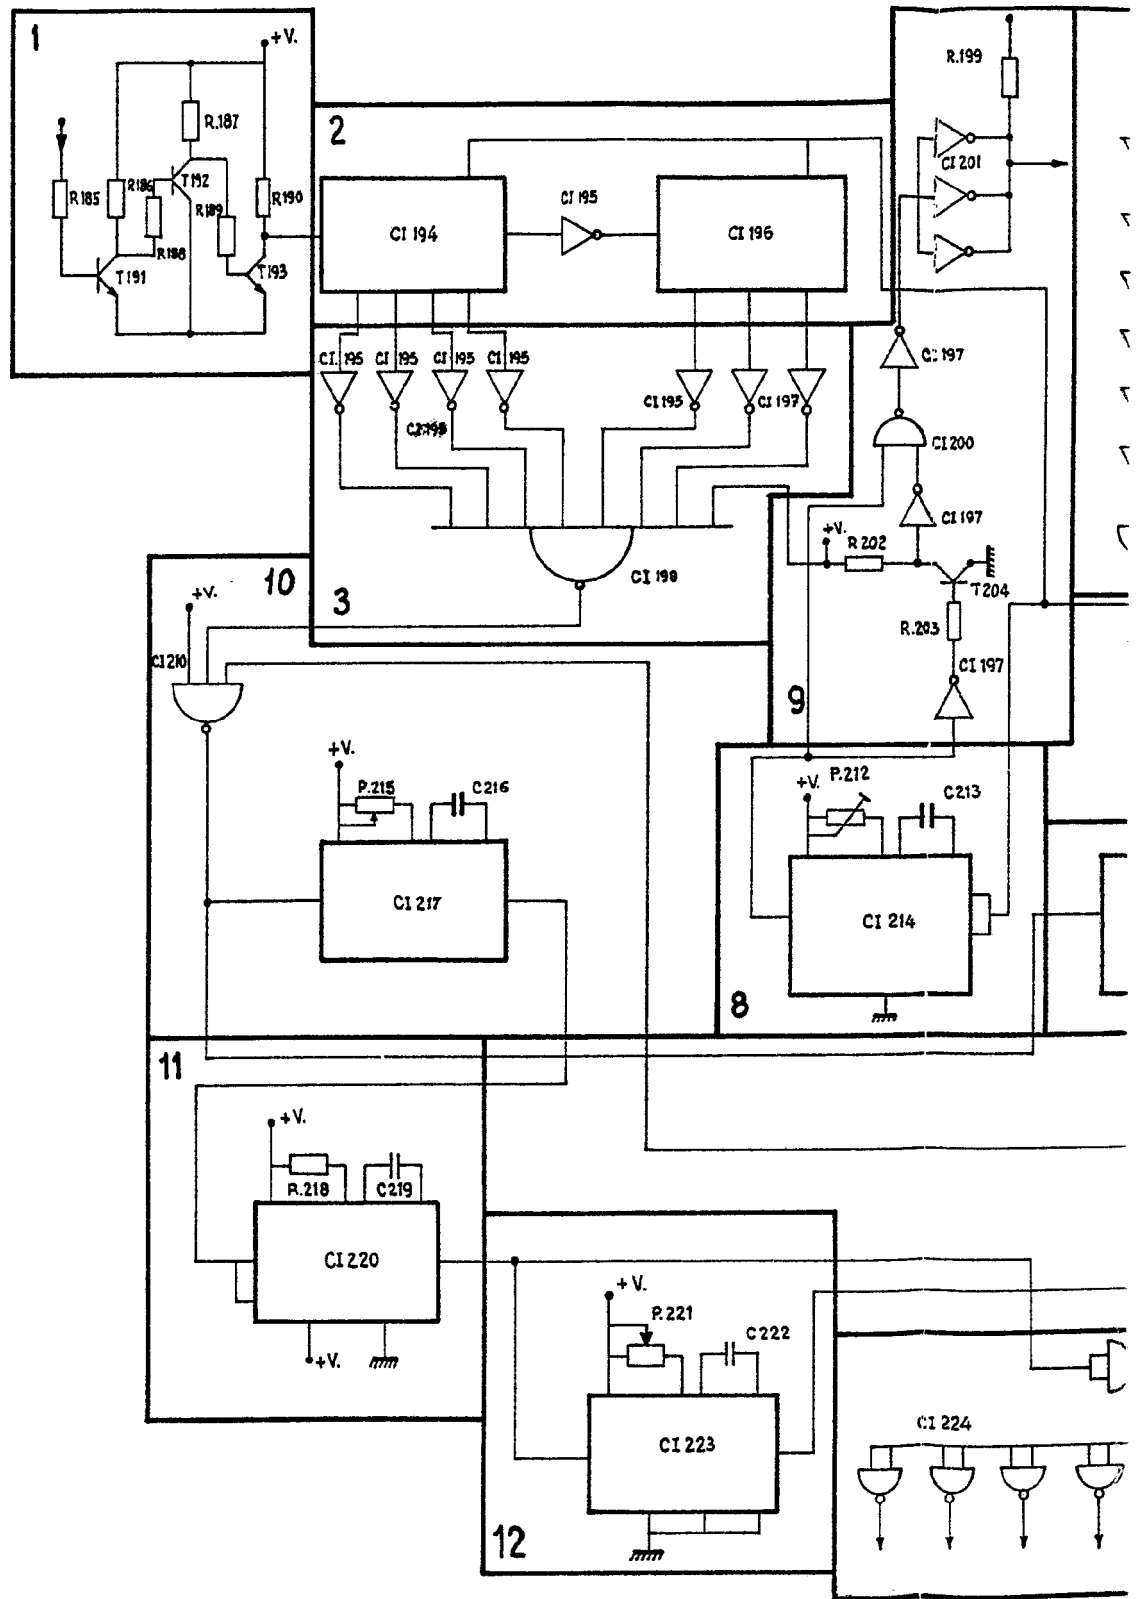 1
+V.
R.199
R.187
2
CI 201
T192
R185
R186
R189
R190
CI 195
CI 194
CI 196
R188
T191
T193
CI 197
CI 195
CI 195
CI 195
CI 195
CI 195
CI 197
CI 200
CI 197
+V.
R 202
CI 198
10
3
T204
+V.
R.203
CI 210
CI 197
9
+V.
P.215
C216
+V.
P.212
C213
CI 217
CI 214
8
11
+V.
R.218
C219
CI 220
+V.
P.221
C222
+V.
CI 224
CI 223
12